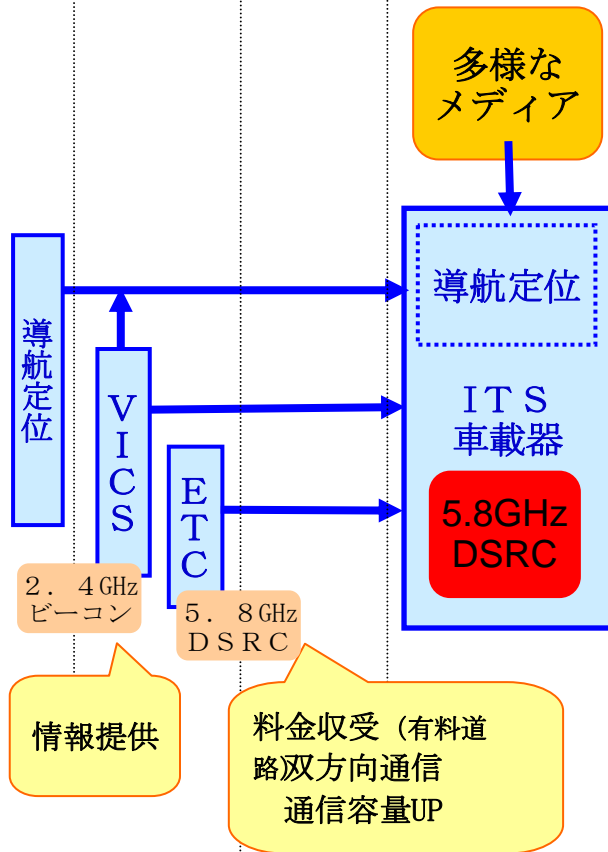 多様な
メディア
導航定位
導航定位
VICS
ITS
車載器
ETC
5.8GHz
DSRC
2．4GHz
ビーコン
5．8GHz
DSRC
情報提供
料金収受（有料道
路)双方向通信
通信容量UP